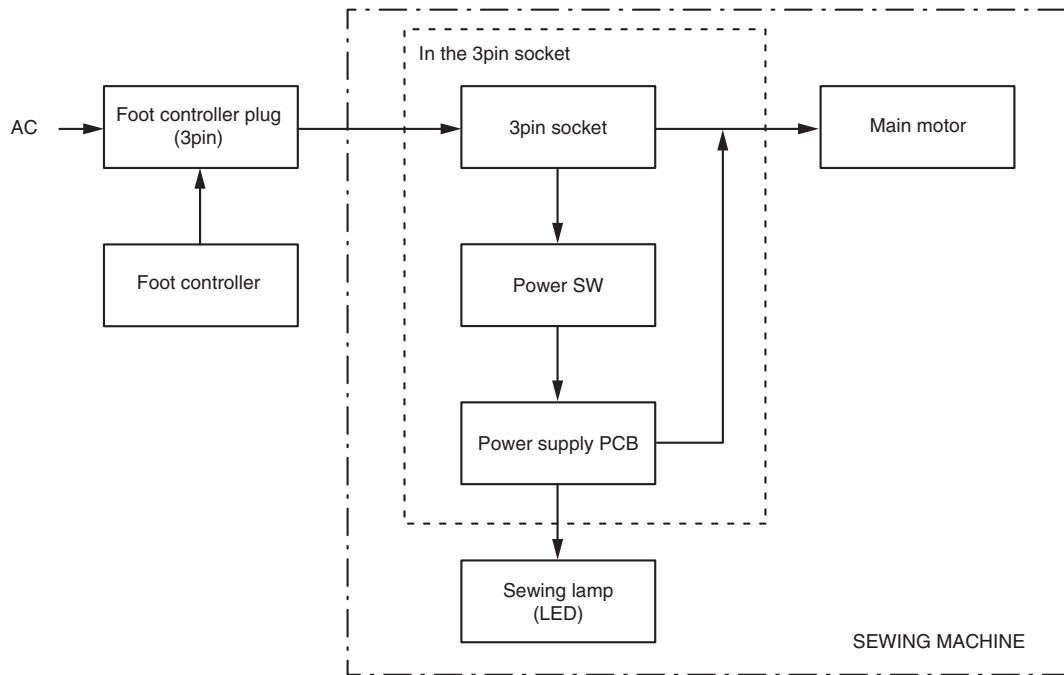 In the 3pin socket
AC
Foot controller plug
(3pin)
3pin socket
Main motor
Foot controller
Power SW
Power supply PCB
Sewing lamp
(LED)
SEWING MACHINE